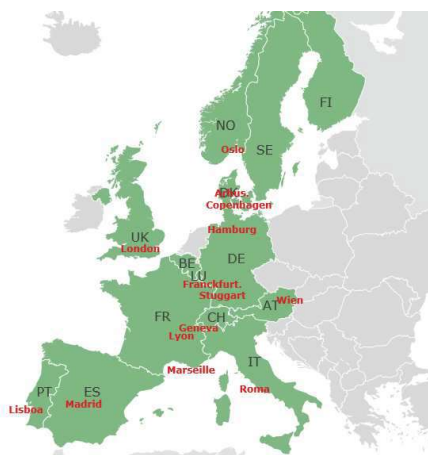 FI
NO
Oslo
SE
DK
Arhus.
Copenhagen
Hamburg
UK
London
BE
DE
LU
Franckfurt.
Stuggart
AT
Wien
FR
CH
Geneva
Lyon
IT
Marseille
PT
ES
Roma
Lisboa
Madrid